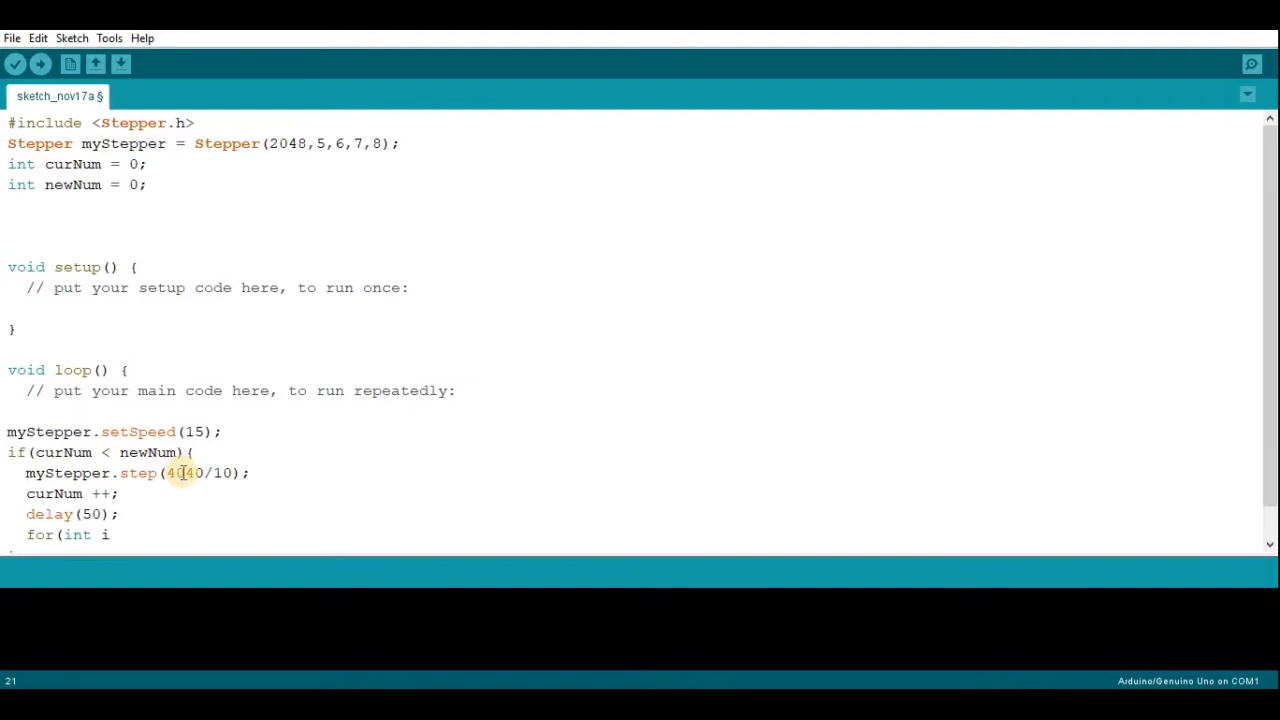 File Edit Sketch Tools Help
sketch_nov17a §
#include <Stepper.h>
Stepper myStepper = Stepper(2048,5,6,7,8);
int curNum = 0;
int newNum = 0;
void setup() {
// put your setup code here, to run once:
}
void loop() {
// put your main code here, to run repeatedly:
myStepper.setSpeed(15);
if(curNum < newNum){
myStepper.step(4040/10);
curNum ++;
delay(50);
for(int i
21
Arduino/Genuino Uno on COM1